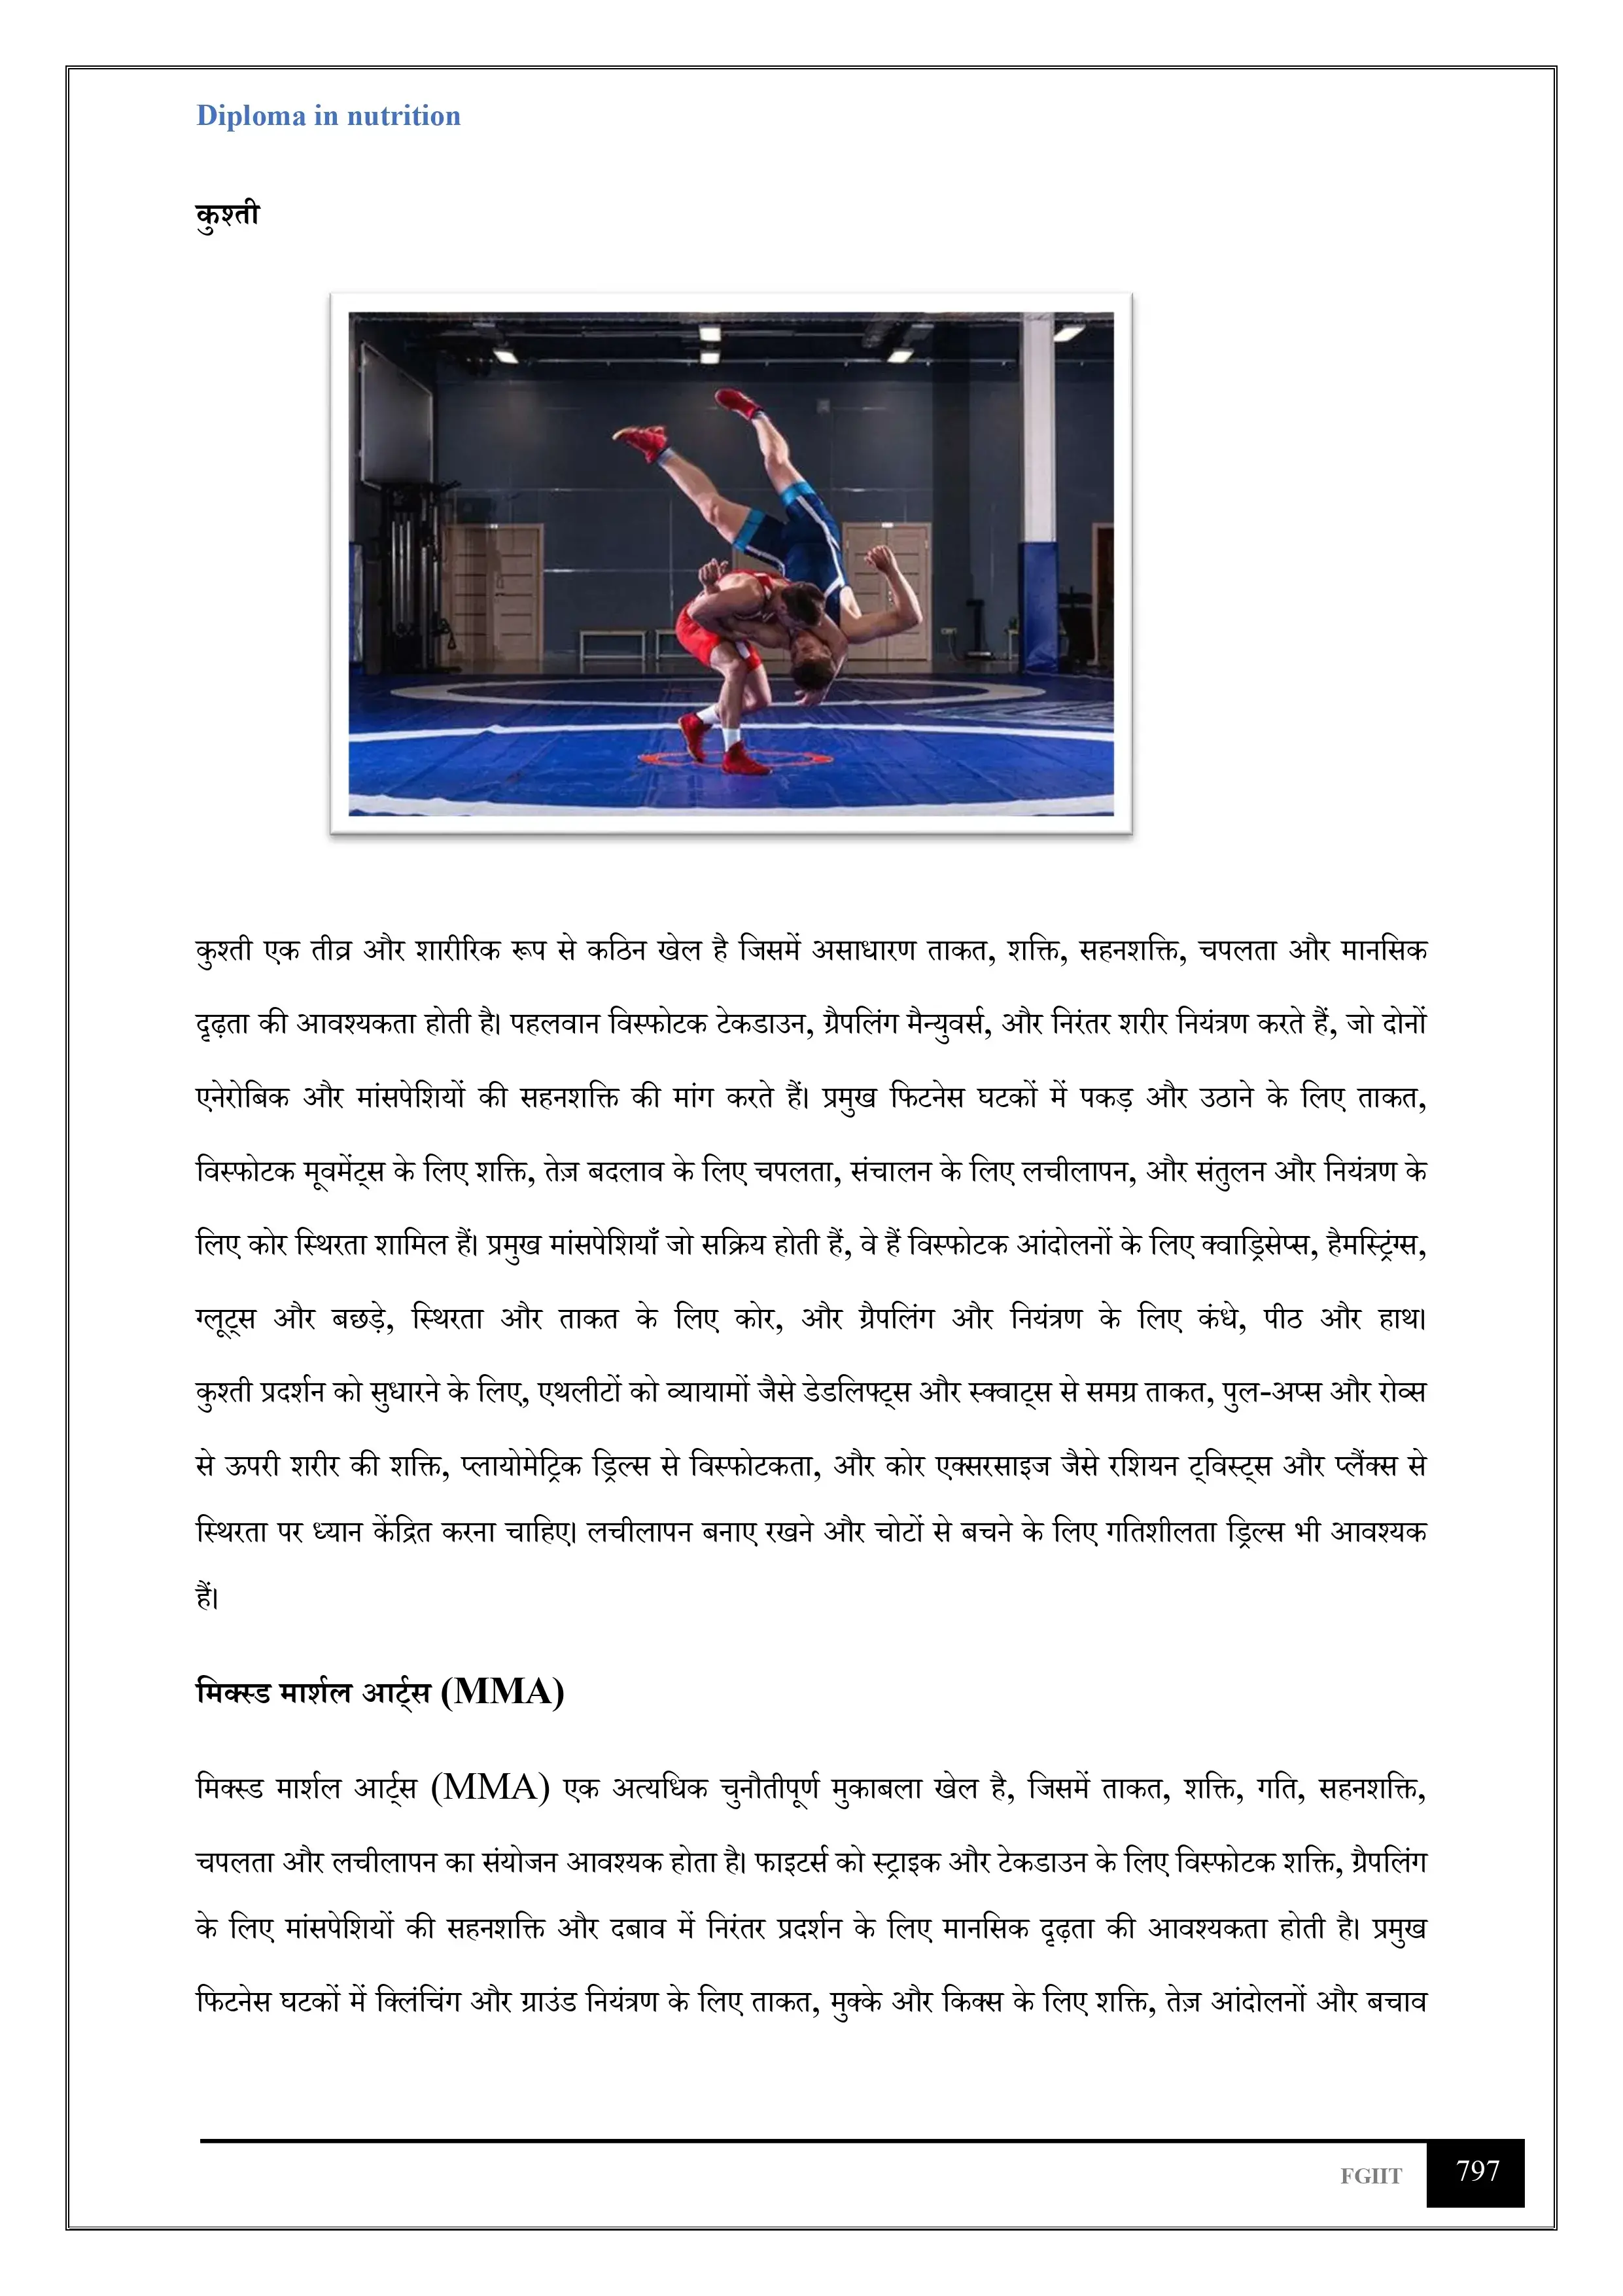 Diploma in nutrition
कुश्ती
कुश्ती एक तीव्र और शारीरिक रूप से कठिन खेल है जिसमें असाधारण ताकत, शक्ति, सहनशक्ति, चपलता और मानसिक
दृढ़ता की आवश्यकता होती है। पहलवान विस्फोटक टेकडाउन, ग्रैपलिंग मैन्युवर्स, और निरंतर शरीर नियंत्रण करते हैं, जो दोनों
एनेरोबिक और मांसपेशियों की सहनशक्ति की मांग करते हैं। प्रमुख फिटनेस घटकों में पकड़ और उठाने के लिए ताकत,
विस्फोटक मूवमेंट्स के लिए शक्ति, तेज़ बदलाव के लिए चपलता, संचालन के लिए लचीलापन, और संतुलन और नियंत्रण के
लिए कोर स्थिरता शामिल हैं। प्रमुख मांसपेशियाँ जो सक्रिय होती हैं, वे हैं विस्फोटक आंदोलनों के लिए क्वाड्रिसेप्स, हैमस्ट्रिंग्स,
ग्लूट्स और बछड़े, स्थिरता और ताकत के लिए कोर, और ग्रैपलिंग और नियंत्रण के लिए कंधे, पीठ और हाथ।
कुश्ती प्रदर्शन को सुधारने के लिए, एथलीटों को व्यायामों जैसे डेडलिफ्ट्स और स्क्वाट्स से समग्र ताकत, पुल-अप्स और रोव्स
से ऊपरी शरीर की शक्ति, प्लायोमेट्रिक ड्रिल्स से विस्फोटकता, और कोर एक्सरसाइज जैसे रशियन ट्विस्ट्स और प्लैंक्स से
स्थिरता पर ध्यान केंद्रित करना चाहिए। लचीलापन बनाए रखने और चोटों से बचने के लिए गतिशीलता ड्रिल्स भी आवश्यक
हैं।
मिक्स्ड मार्शल आर्ट्स (MMA)
मिक्स्ड मार्शल आर्ट्स (MMA) एक अत्यधिक चुनौतीपूर्ण मुकाबला खेल है, जिसमें ताकत, शक्ति, गति, सहनशक्ति,
चपलता और लचीलापन का संयोजन आवश्यक होता है। फाइटर्स को स्ट्राइक और टेकडाउन के लिए विस्फोटक शक्ति, ग्रैपलिंग
के लिए मांसपेशियों की सहनशक्ति और दबाव में निरंतर प्रदर्शन के लिए मानसिक दृढ़ता की आवश्यकता होती है। प्रमुख
फिटनेस घटकों में क्लिंचिंग और ग्राउंड नियंत्रण के लिए ताकत, मुक्के और किक्स के लिए शक्ति, तेज़ आंदोलनों और बचाव
FGIIT 797